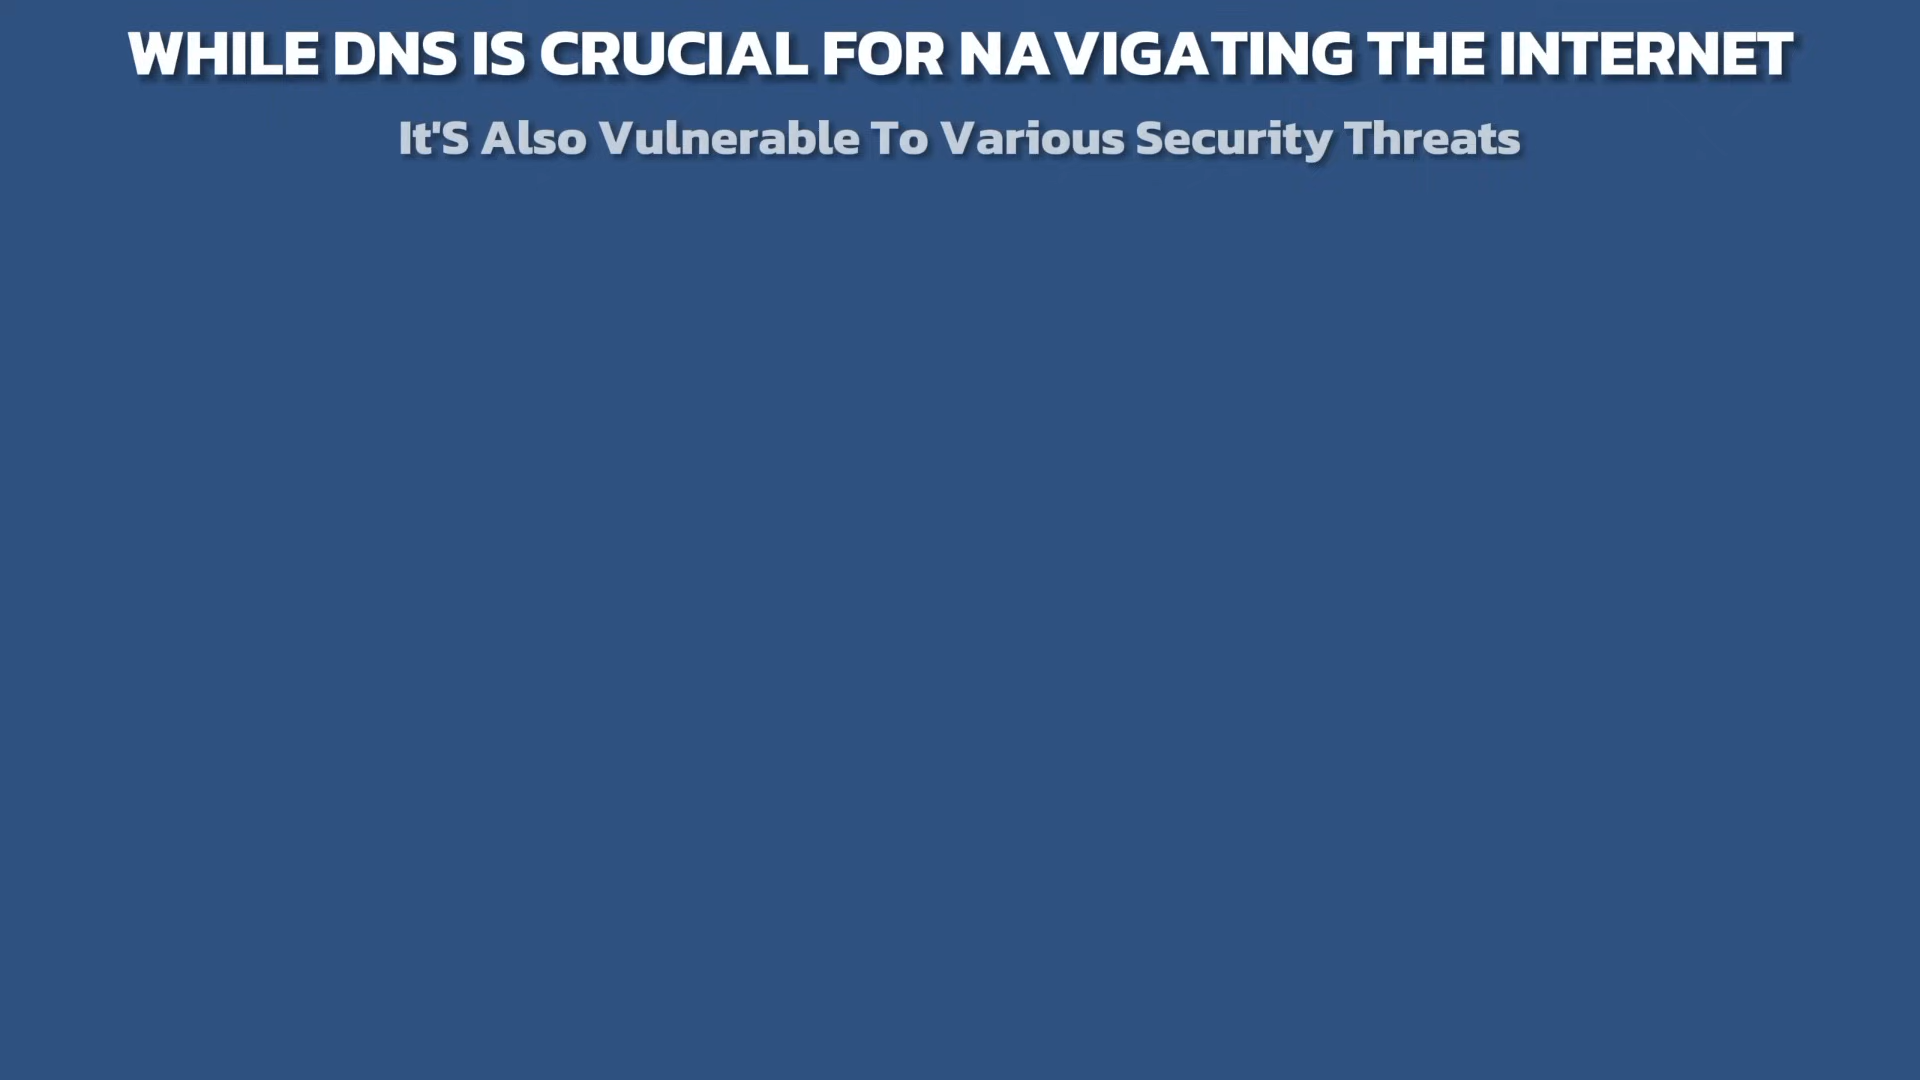 WHILE DNS IS CRUCIAL FOR NAVIGATING THE INTERNET
It'S Also Vulnerable To Various Security Threats